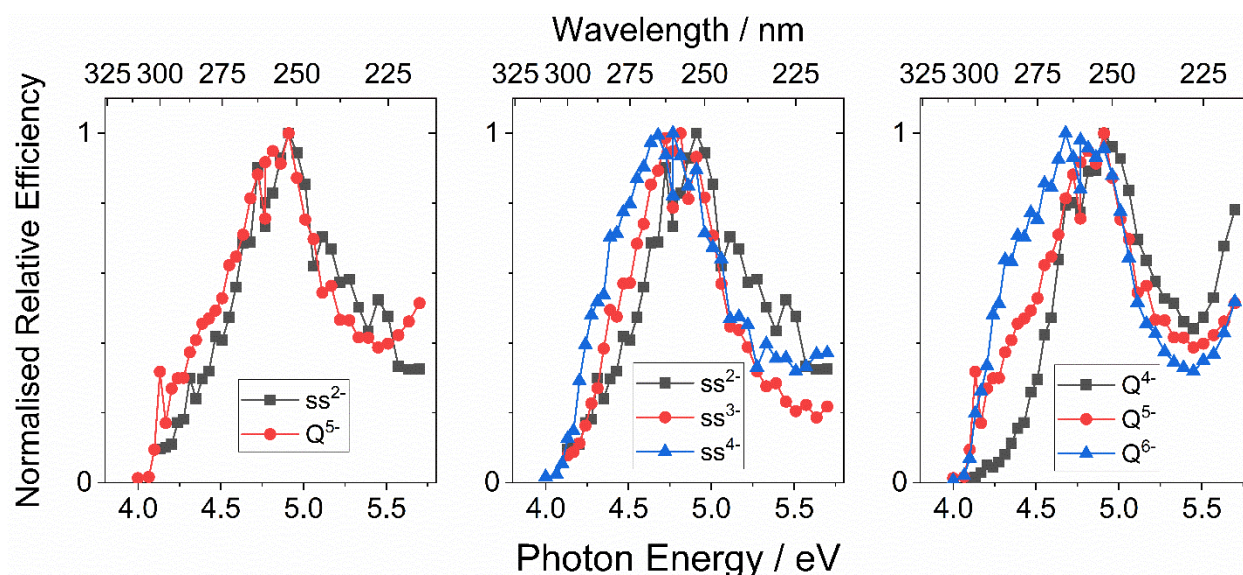 Wavelength / nm
325 300 275 250 225
325 300 275 250 225
325 300 275 250 225
Normalised Relative Efficiency
1
0
1
0
1
0
ss²⁻
Q⁵⁻
ss²⁻
ss³⁻
ss⁴⁻
Q⁴⁻
Q⁵⁻
Q⁶⁻
4.0 4.5 5.0 5.5
4.0 4.5 5.0 5.5
4.0 4.5 5.0 5.5
Photon Energy / eV